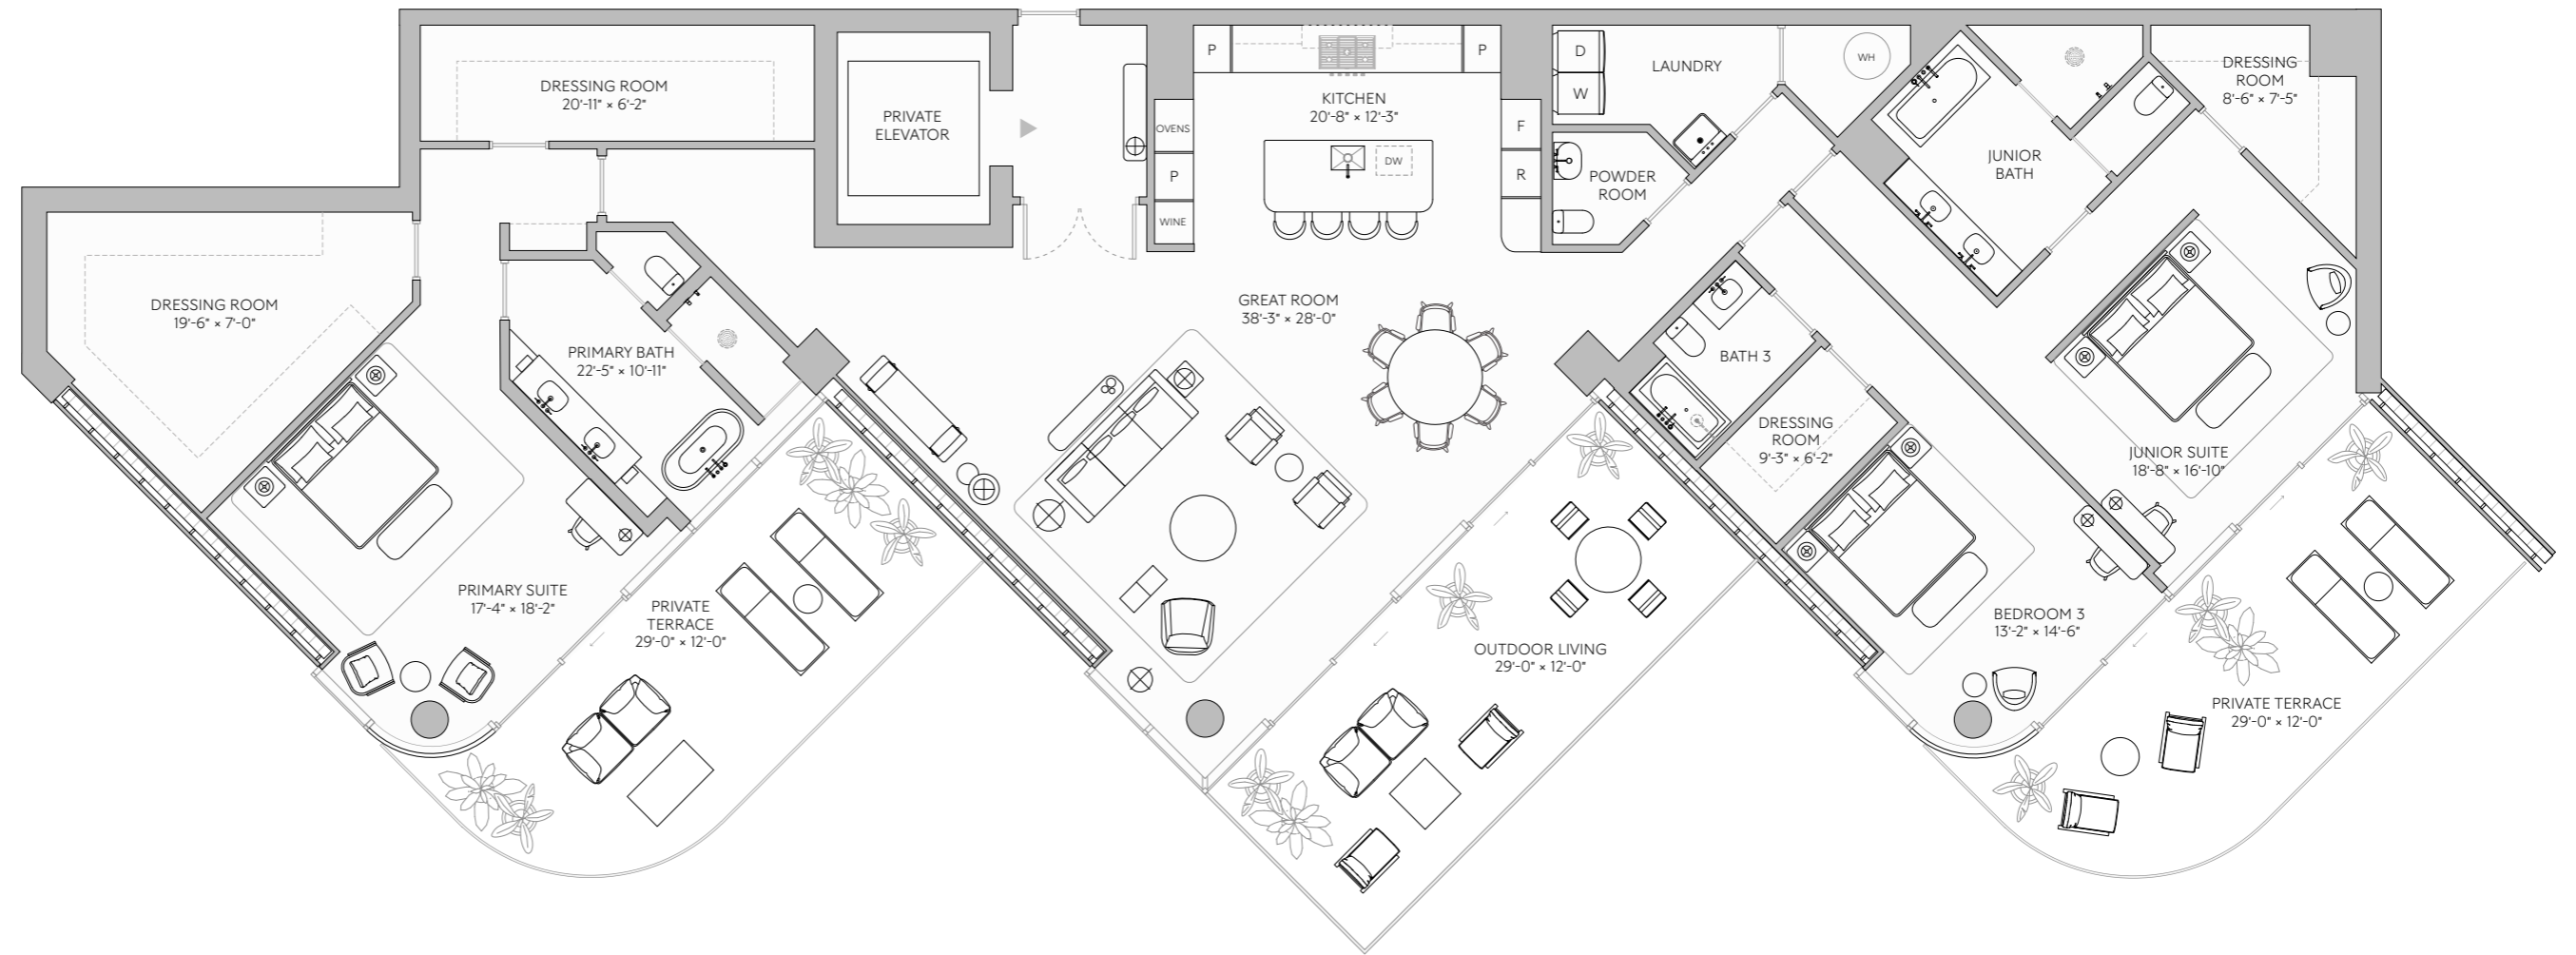 DRESSING ROOM
20'-11" × 6'-2"
PRIVATE
ELEVATOR
P
P
KITCHEN
20'-8" × 12'-3"
OVENS
P
WINE
DW
F
R
D
W
LAUNDRY
WH
POWDER
ROOM
JUNIOR
BATH
DRESSING
ROOM
8'-6" × 7'-5"
DRESSING ROOM
19'-6" × 7'-0"
PRIMARY BATH
22'-5" × 10'-11"
GREAT ROOM
38'-3" × 28'-0"
BATH 3
DRESSING
ROOM
9'-3" × 6'-2"
JUNIOR SUITE
18'-8" × 16'-10"
PRIMARY SUITE
17'-4" × 18'-2"
PRIVATE
TERRACE
29'-0" × 12'-0"
OUTDOOR LIVING
29'-0" × 12'-0"
BEDROOM 3
13'-2" × 14'-6"
PRIVATE TERRACE
29'-0" × 12'-0"